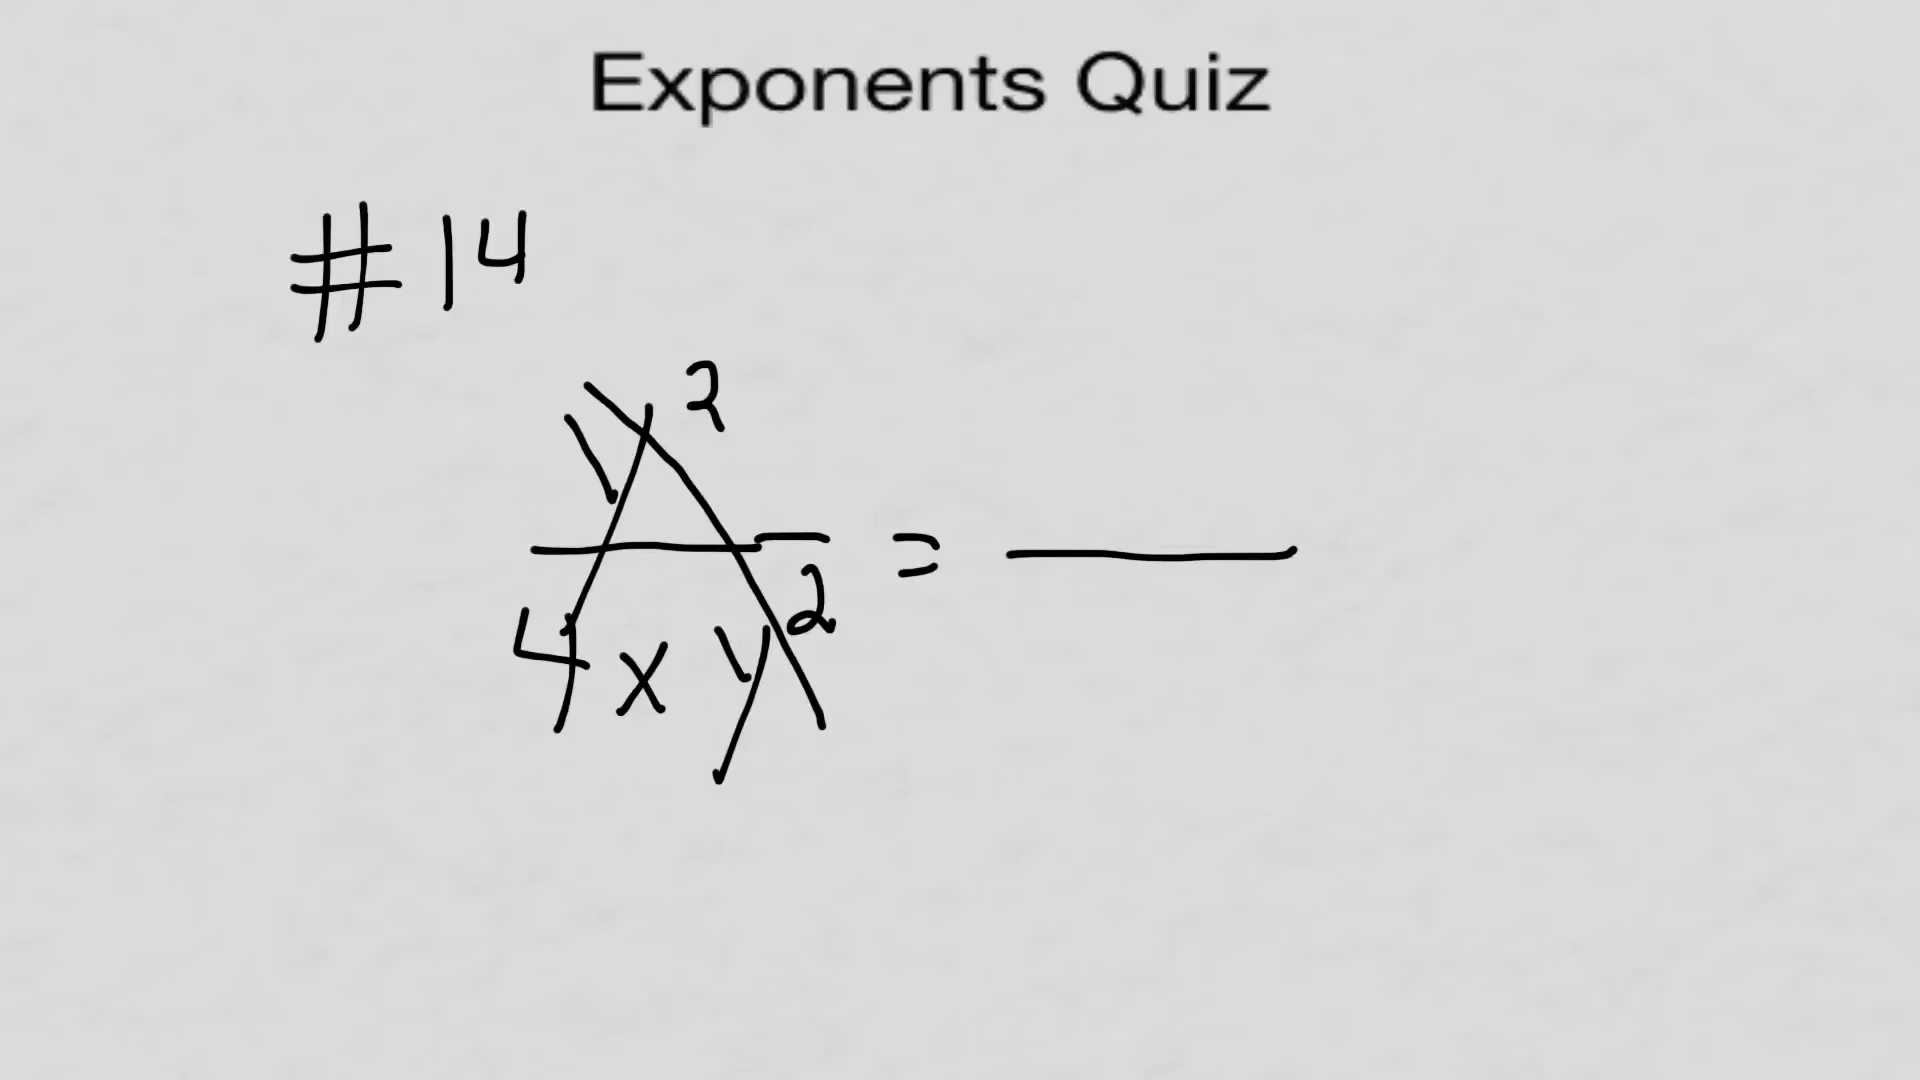 Exponents Quiz
#14
y²
4xy² =